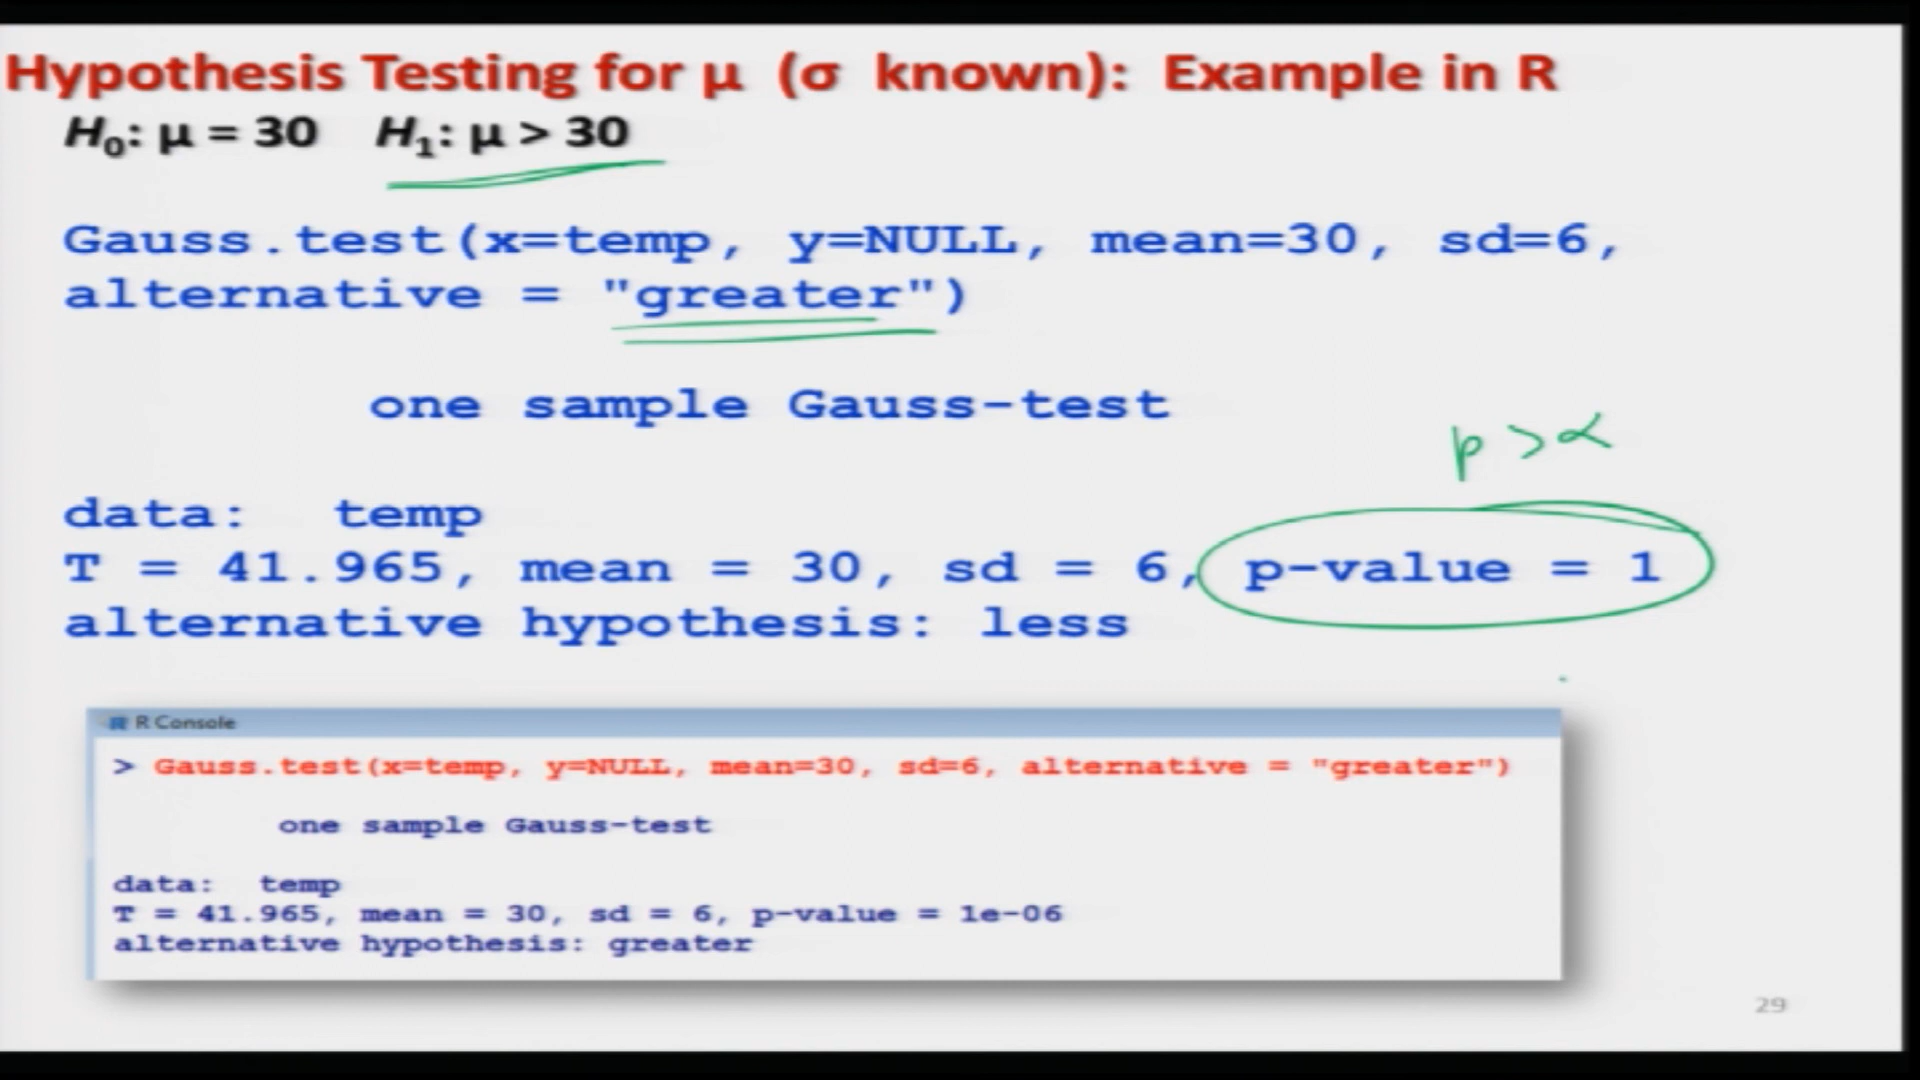 Hypothesis Testing for μ (σ known): Example in R
H0: μ = 30 H1: μ > 30
Gauss.test(x=temp, y=NULL, mean=30, sd=6,
alternative = "greater")
one sample Gauss-test
p > α
data: temp
T = 41.965, mean = 30, sd = 6, p-value = 1
alternative hypothesis: less
R Console
> Gauss.test(x=temp, y=NULL, mean=30, sd=6, alternative = "greater")
one sample Gauss-test
data: temp
T = 41.965, mean = 30, sd = 6, p-value = 1e-06
alternative hypothesis: greater
29